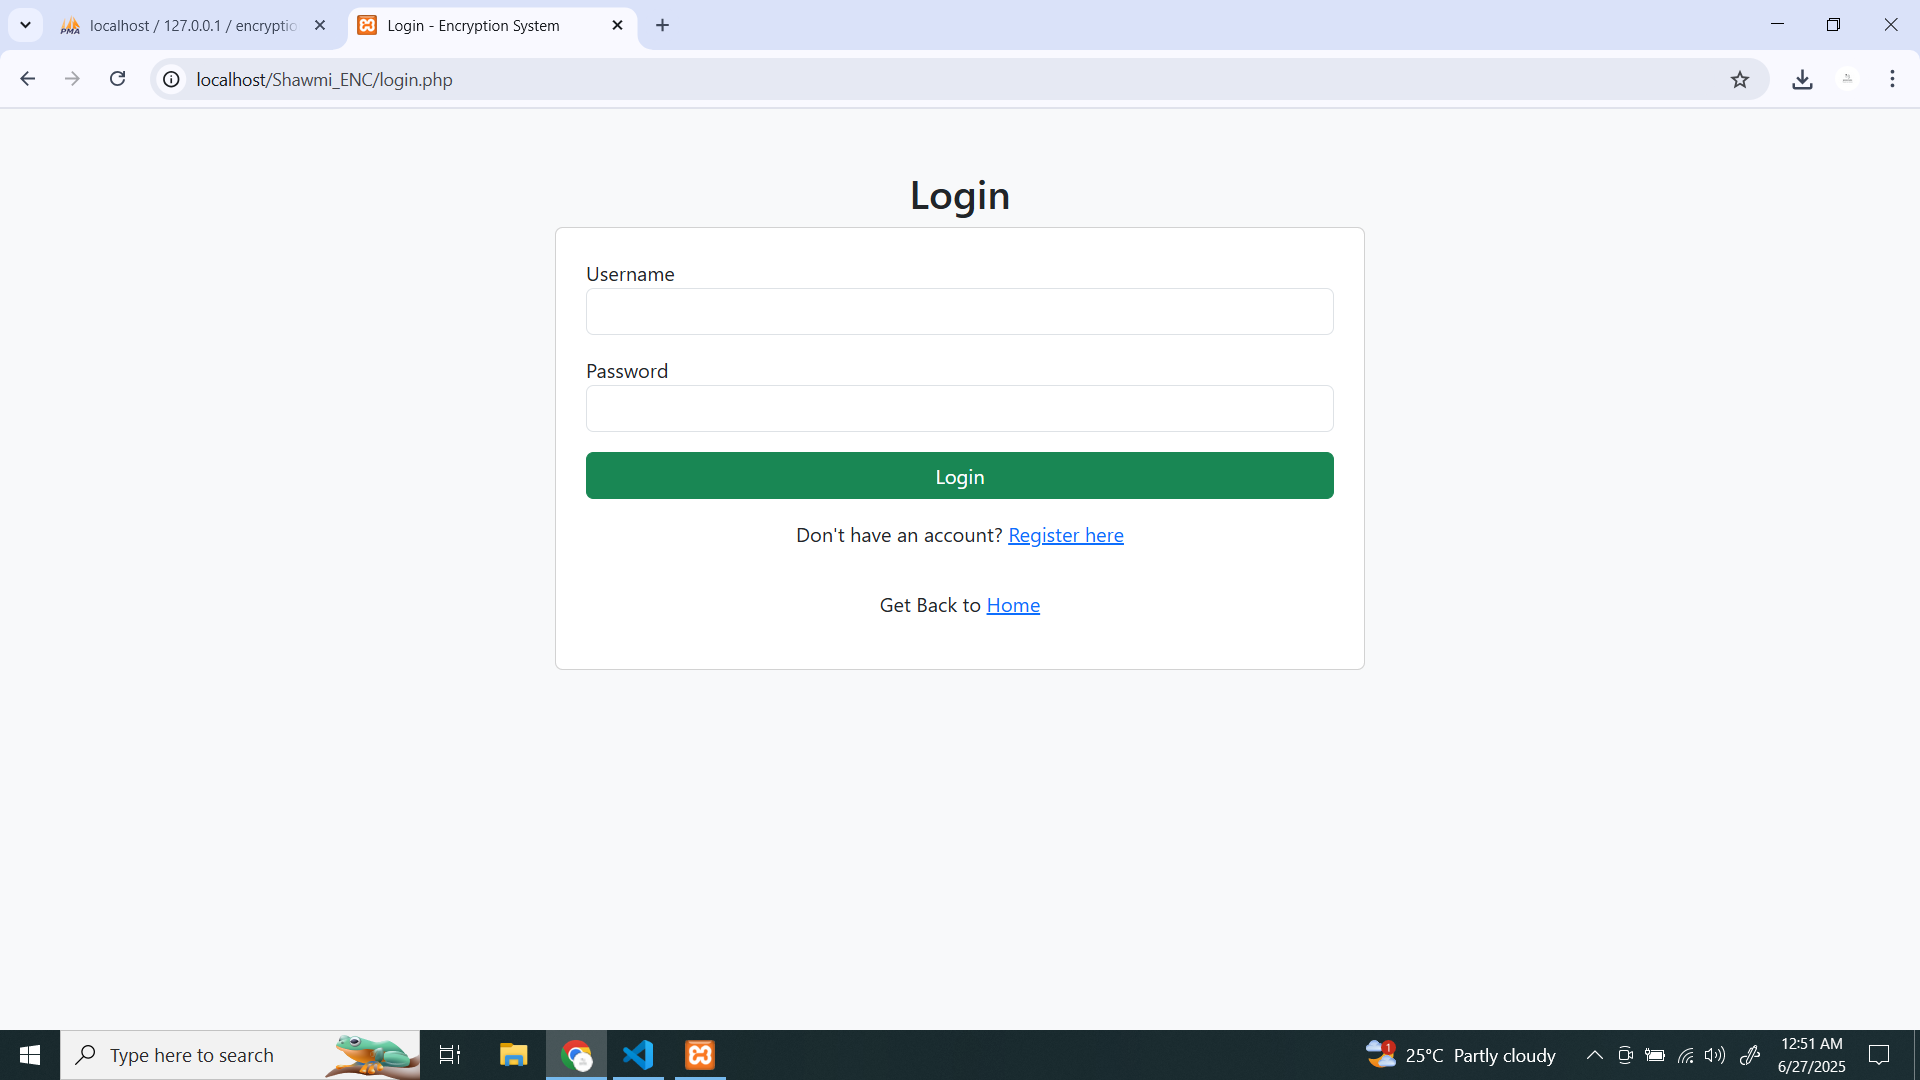 localhost / 127.0.0.1 / encryptio
Login - Encryption System
localhost/Shawmi_ENC/login.php
Login
Username
Password
Login
Don't have an account? Register here
Get Back to Home
Type here to search
1
25°C Partly cloudy
12:51 AM
6/27/2025
PMA